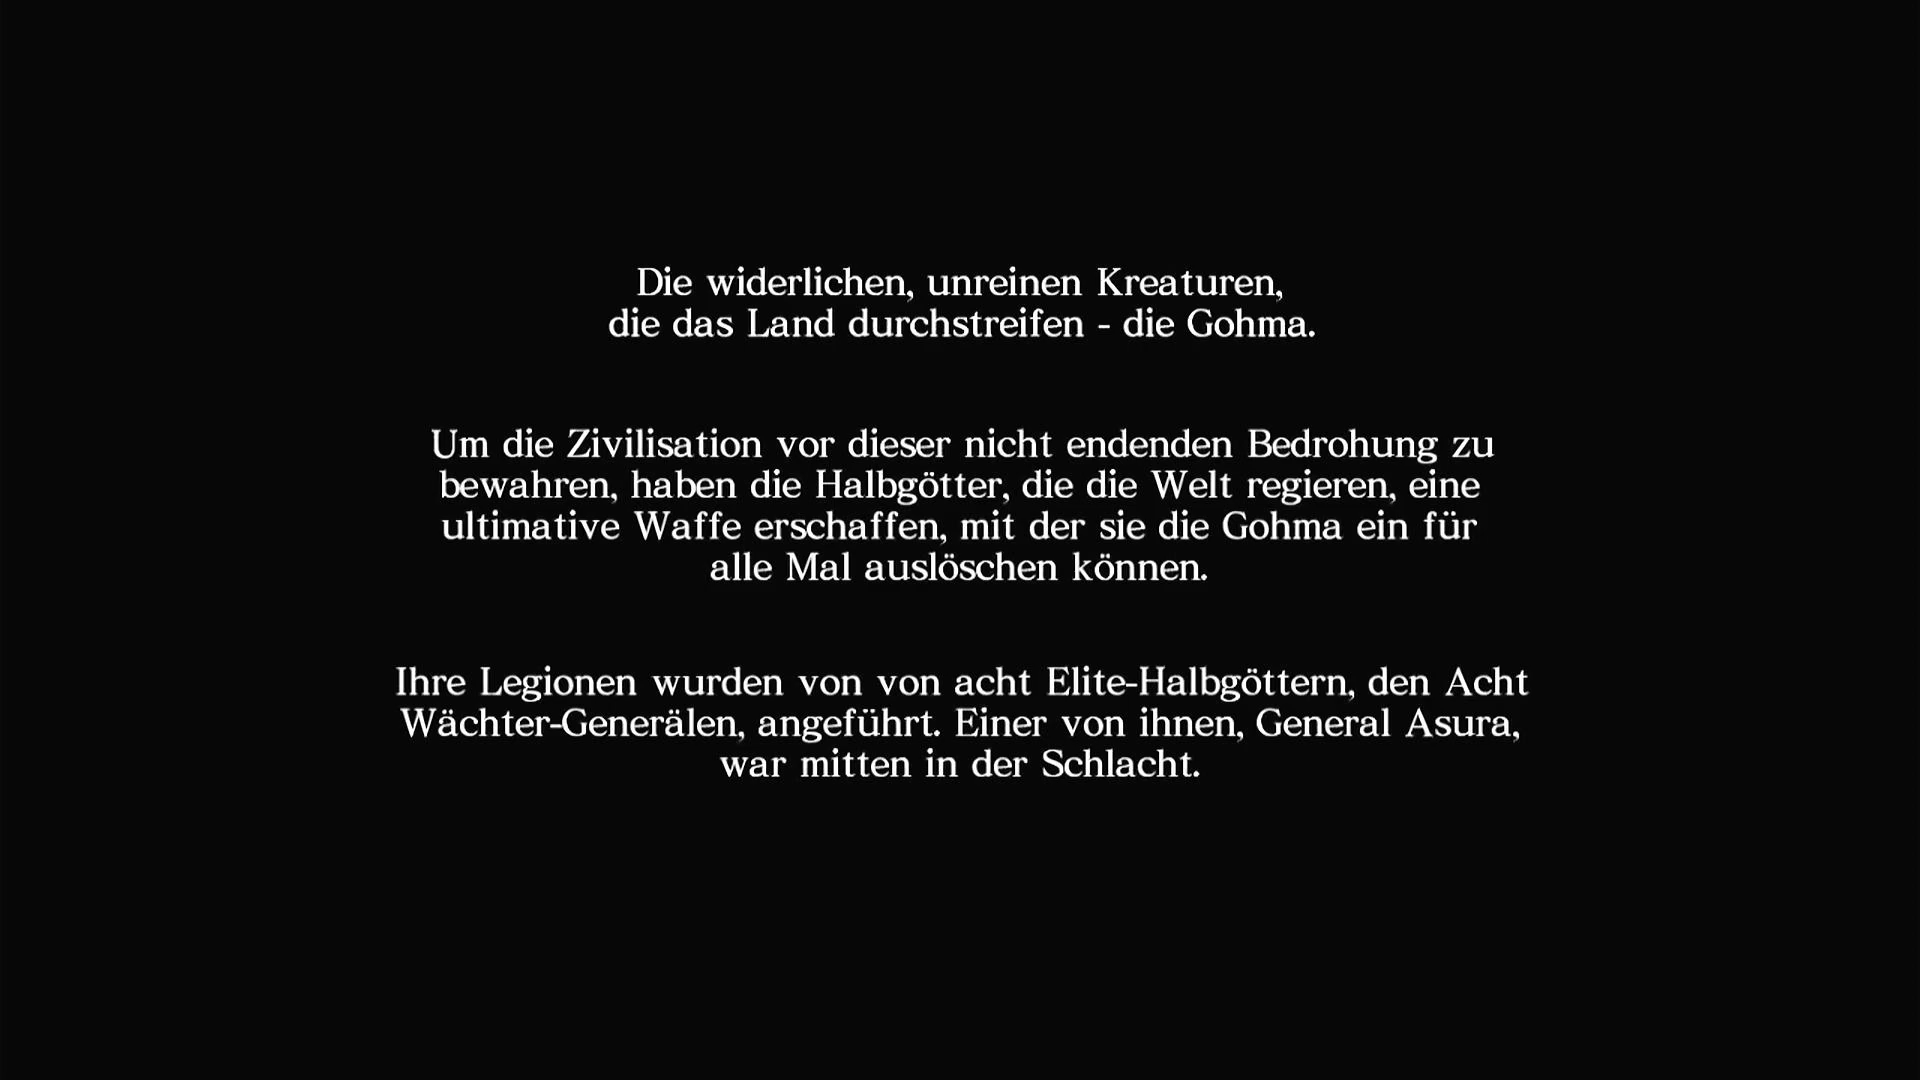 Die widerlichen, unreinen Kreaturen,
die das Land durchstreifen - die Gohma.
Um die Zivilisation vor dieser nicht endenden Bedrohung zu
bewahren, haben die Halbgötter, die die Welt regieren, eine
ultimative Waffe erschaffen, mit der sie die Gohma ein für
alle Mal auslöschen können.
Ihre Legionen wurden von von acht Elite-Halbgöttern, den Acht
Wächter-Generälen, angeführt. Einer von ihnen, General Asura,
war mitten in der Schlacht.